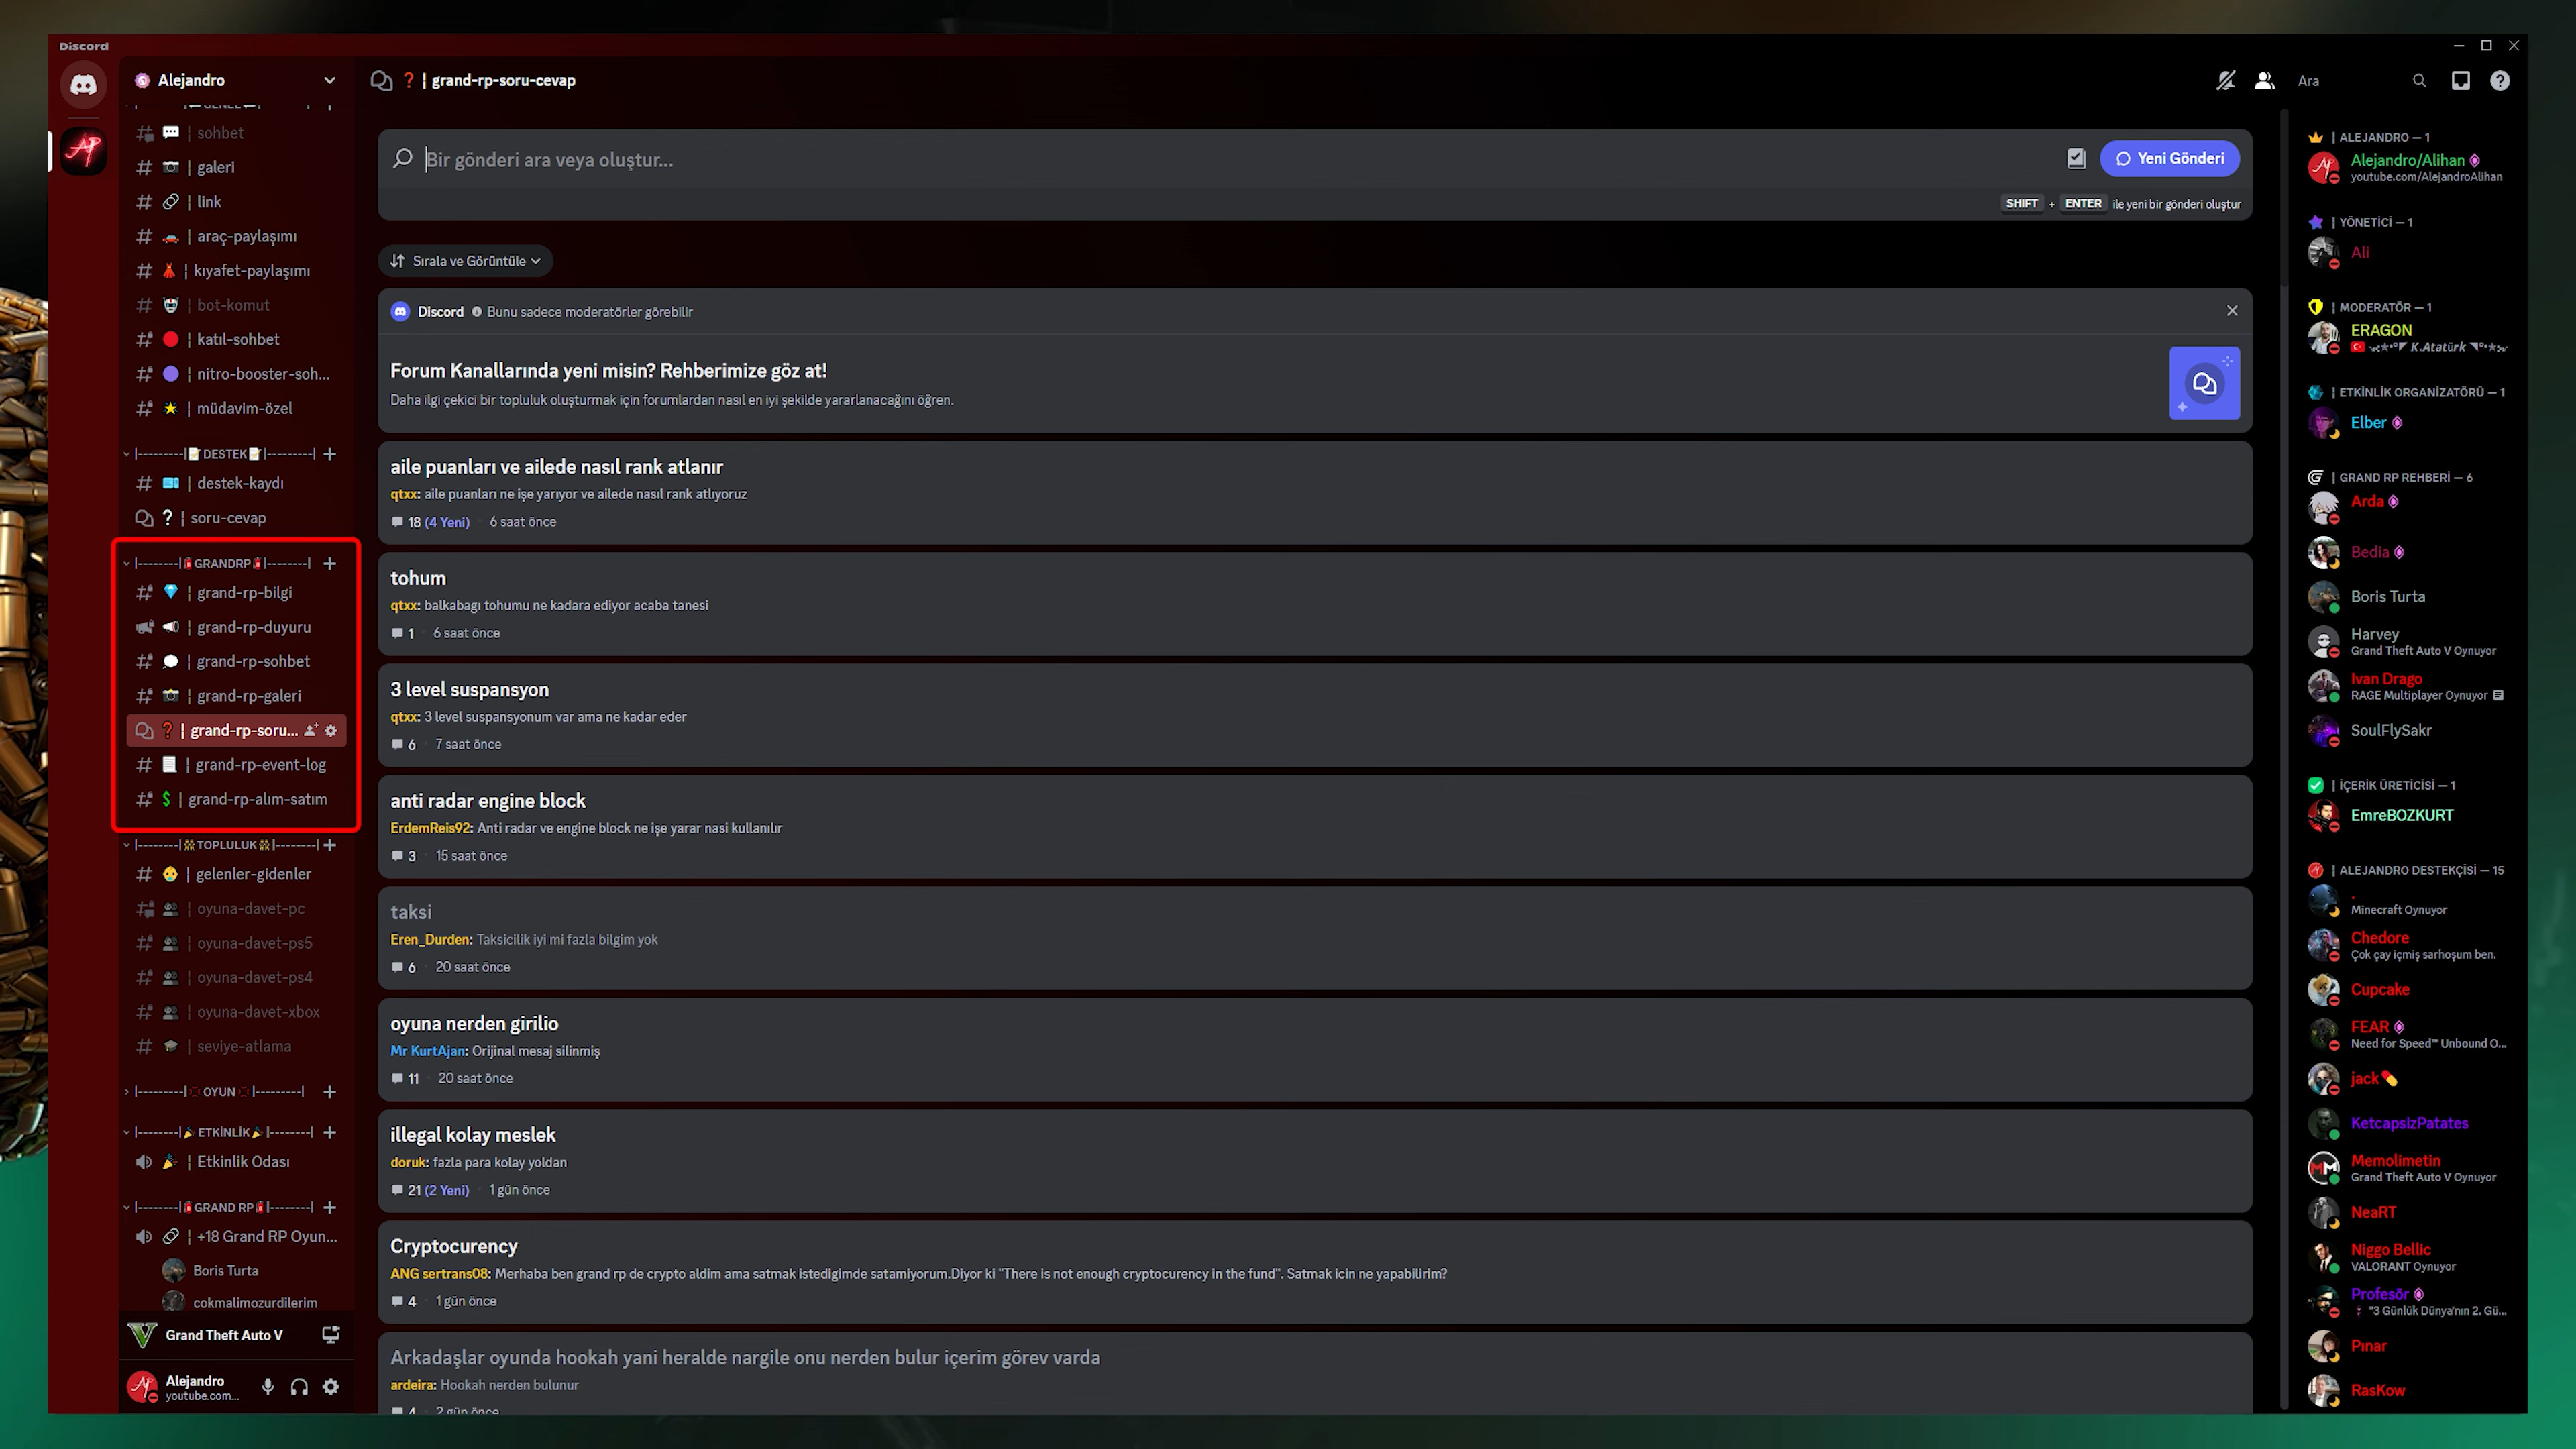 Discord
Alejandro
| sohbet
| galeri
| link
| araç-paylaşımı
| kıyafet-paylaşımı
| bot-komut
| katıl-sohbet
| nitro-booster-soh...
| müdavim-özel
|--------|DESTEK|--------|
| destek-kaydı
| soru-cevap
|--------|GRANDRP|--------|
| grand-rp-bilgi
| grand-rp-duyuru
| grand-rp-sohbet
| grand-rp-galeri
| grand-rp-soru...
| grand-rp-event-log
| grand-rp-alım-satım
|--------|TOPLULUK|--------|
| gelenler-gidenler
| oyuna-davet-pc
| oyuna-davet-ps5
| oyuna-davet-ps4
| oyuna-davet-xbox
| seviye-atlama
|--------|OYUN|--------|
|--------|ETKİNLİK|--------|
| Etkinlik Odası
|--------|GRAND RP|--------|
| +18 Grand RP Oyun...
Boris Turta
cokmalimozurdilerim
Grand Theft Auto V
Alejandro
youtube.com...
| grand-rp-soru-cevap
Ara
Bir gönderi ara veya oluştur...
Yeni Gönderi
SHIFT + ENTER ile yeni bir gönderi oluştur
Sırala ve Görüntüle
Discord Bunu sadece moderatörler görebilir
Forum Kanallarında yeni misin? Rehberimize göz at!
Daha ilgi çekici bir topluluk oluşturmak için forumlardan nasıl en iyi şekilde yararlanacağını öğren.
aile puanları ve ailede nasıl rank atlanır
qtxx: aile puanları ne işe yarıyor ve ailede nasıl rank atlıyoruz
18 (4 Yeni) 6 saat önce
tohum
qtxx: balkabagı tohumu ne kadara ediyor acaba tanesi
1 6 saat önce
3 level suspansyon
qtxx: 3 level suspansyonum var ama ne kadar eder
6 7 saat önce
anti radar engine block
ErdemReis92: Anti radar ve engine block ne işe yarar nasi kullanılır
3 15 saat önce
taksi
Eren_Durden: Taksicilik iyi mi fazla bilgim yok
6 20 saat önce
oyuna nerden girilio
Mr KurtAjan: Orijinal mesaj silinmiş
11 20 saat önce
illegal kolay meslek
doruk: fazla para kolay yoldan
21 (2 Yeni) 1 gün önce
Cryptocurency
ANG sertrans08: Merhaba ben grand rp de crypto aldim ama satmak istedigimde satamiyorum.Diyor ki "There is not enough cryptocurency in the fund". Satmak icin ne yapabilirim?
4 1 gün önce
Arkadaşlar oyunda hookah yani heralde nargile onu nerden bulur içerim görev varda
ardeira: Hookah nerden bulunur
4 2 gün önce
| ALEJANDRO — 1
Alejandro/Alihan
youtube.com/AlejandroAlihan
| YÖNETİCİ — 1
Ali
| MODERATÖR — 1
ERAGON
K.Atatürk
| ETKİNLİK ORGANİZATÖRÜ — 1
Elber
| GRAND RP REHBERİ — 6
Arda
Bedia
Boris Turta
Harvey
Grand Theft Auto V Oynuyor
Ivan Drago
RAGE Multiplayer Oynuyor
SoulFlySakr
| İÇERİK ÜRETİCİSİ — 1
EmreBOZKURT
| ALEJANDRO DESTEKÇİSİ — 15
.
Minecraft Oynuyor
Chedore
Çok çay içmiş sarhoşum ben.
Cupcake
FEAR
Need for Speed™ Unbound O...
jack
KetcapsizPatates
Memolimetin
Grand Theft Auto V Oynuyor
NeaRT
Niggo Bellic
VALORANT Oynuyor
Profesör
"3 Günlük Dünya'nın 2. Gü...
Pınar
RasKow